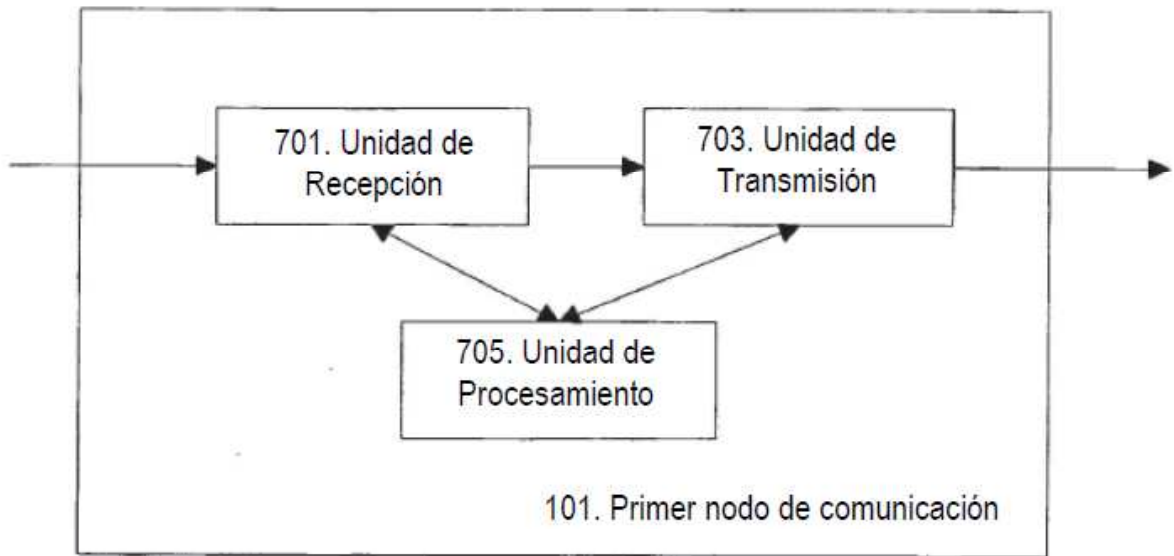 701. Unidad de
Recepción
703. Unidad de
Transmisión
705. Unidad de
Procesamiento
101. Primer nodo de comunicación